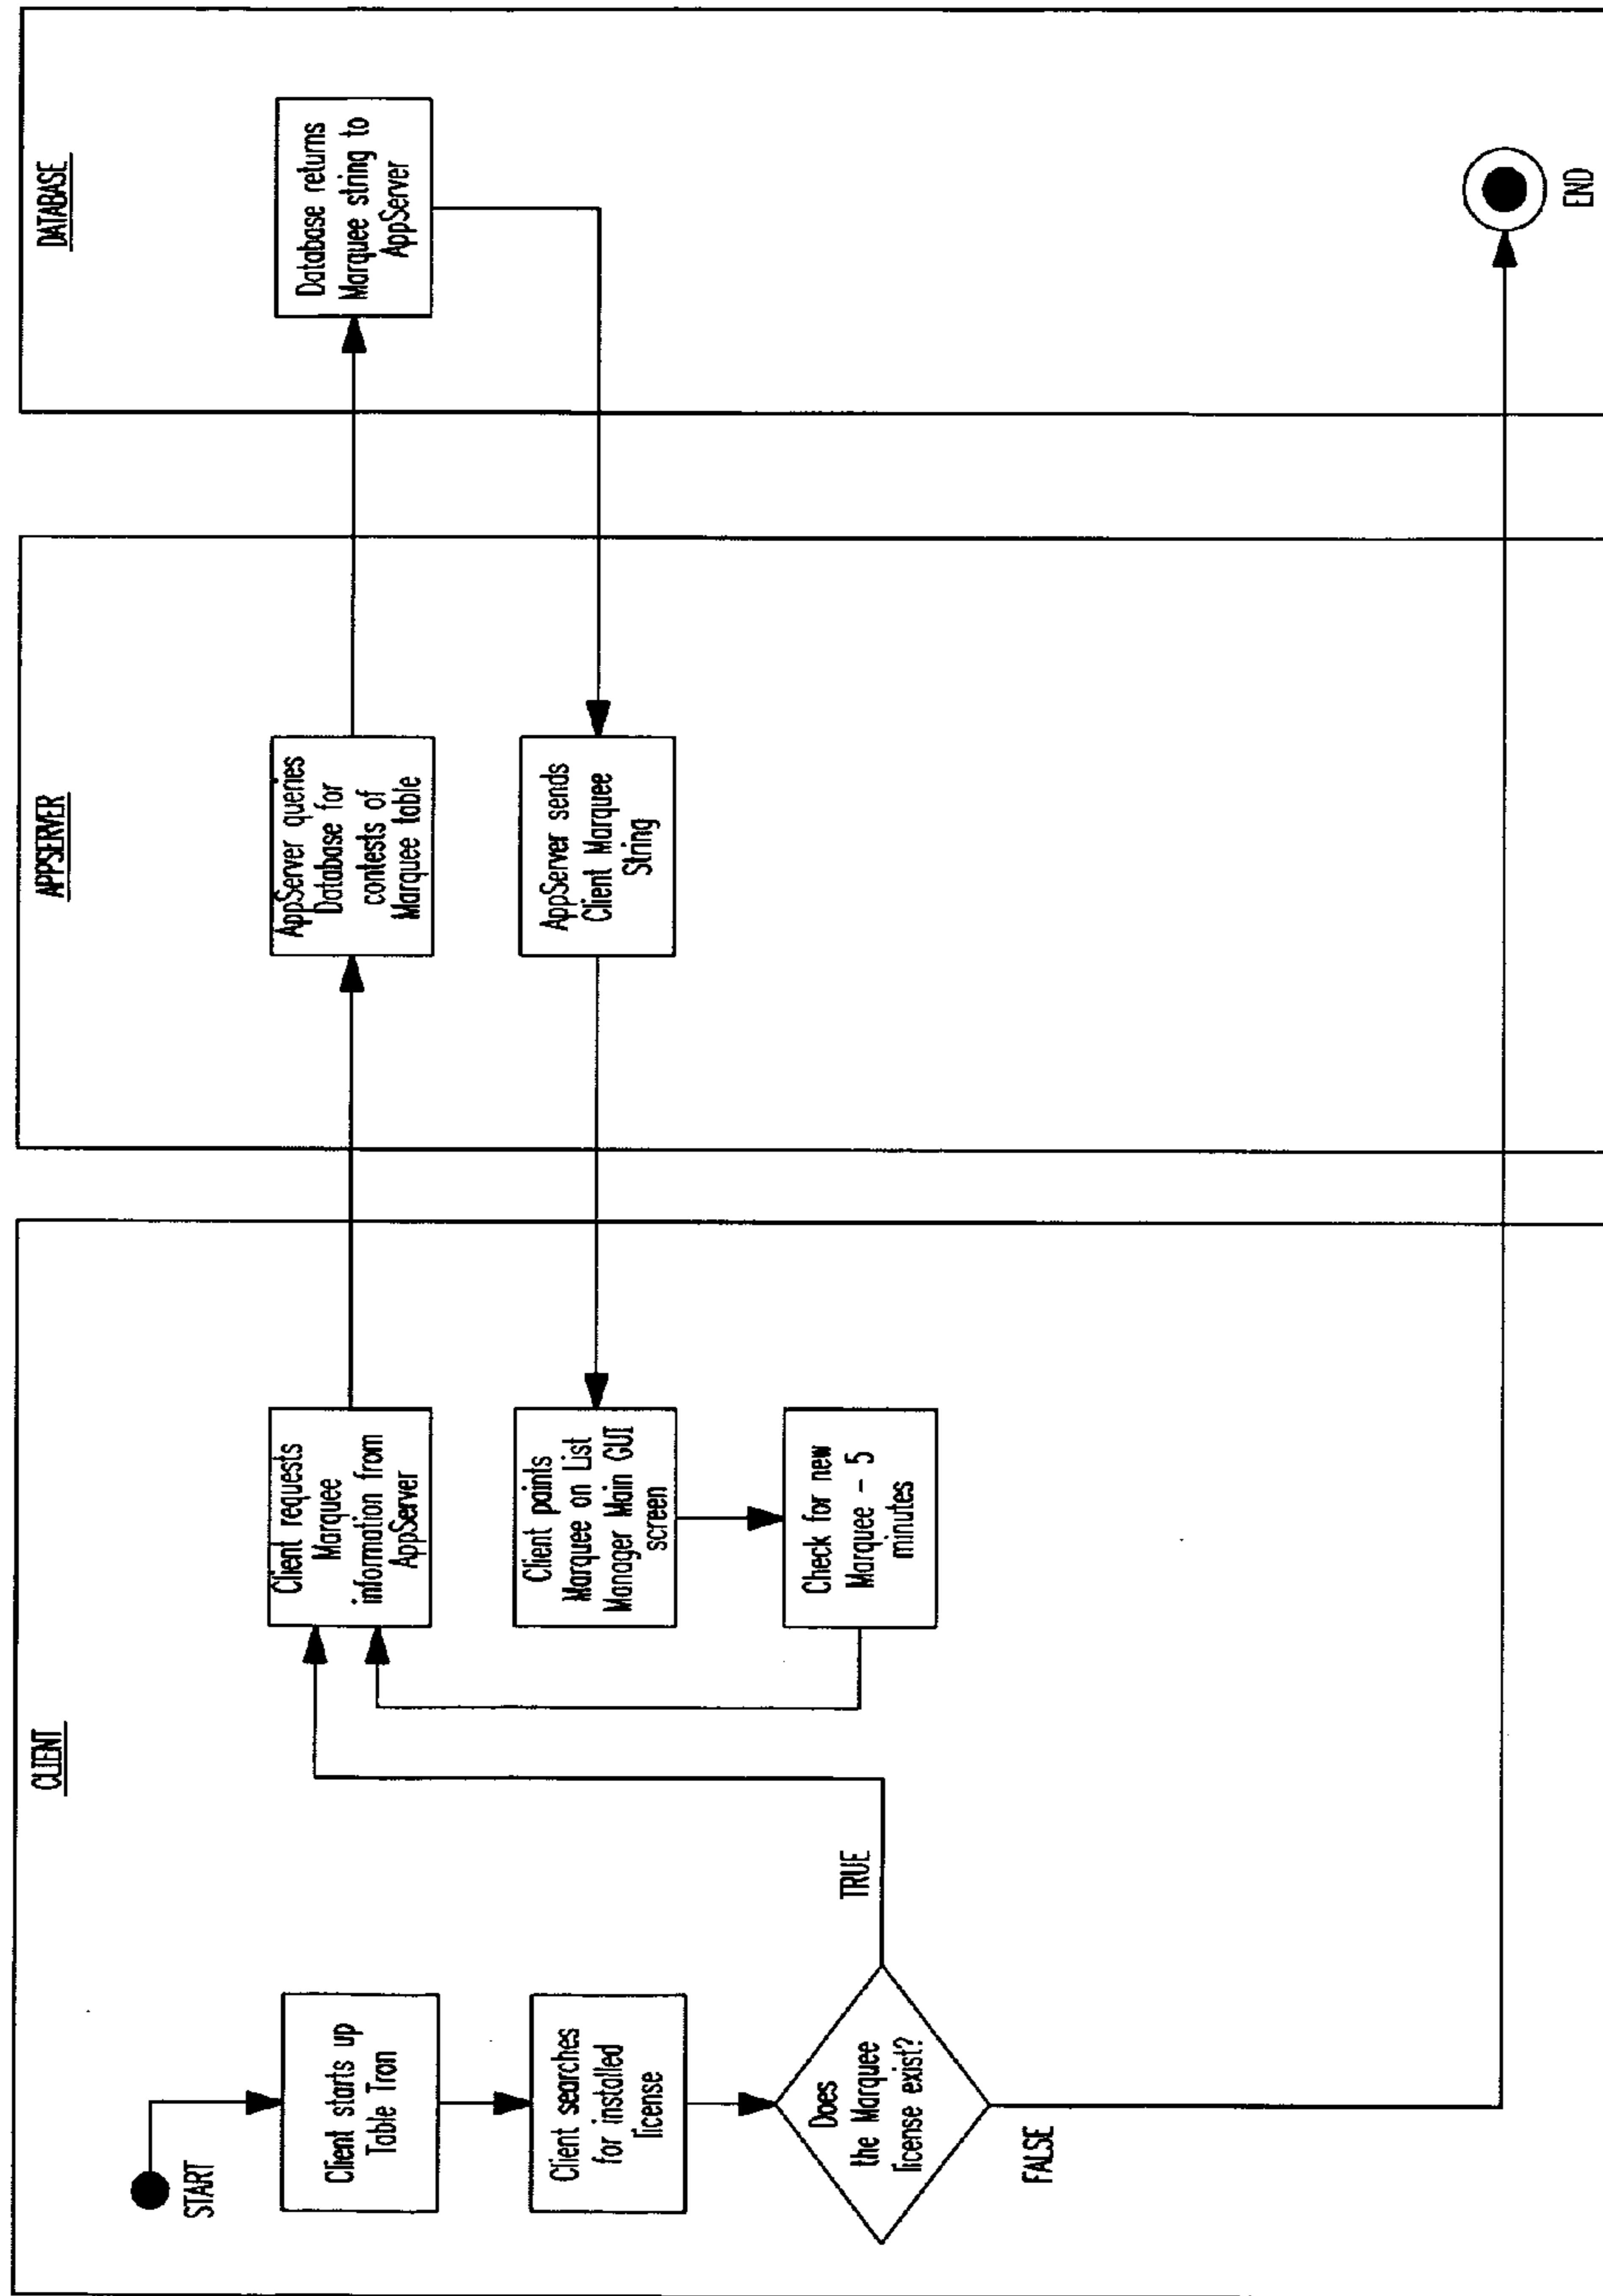 CLIENT
START
Client starts up
Table Tron
Client searches
for installed
license
Does
the Marquee
license exist?
TRUE
FALSE
Client requests
Marquee
information from
AppServer
Client paints
Marquee on List
Manager Main GUI
screen
Check for new
Marquee - 5
minutes
APPSERVER
AppServer queries
Database for
contests of
Marquee table
AppServer sends
Client Marquee
String
DATABASE
Database returns
Marquee string to
AppServer
END